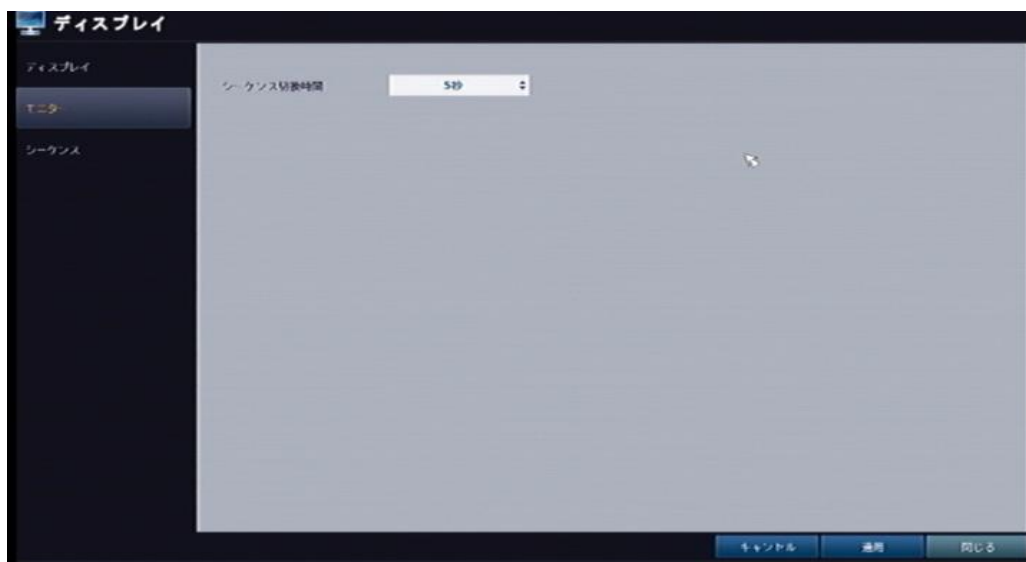 ディスプレイ
ディスプレイ
モニター
シーケンス
シーケンス切換時間
5秒
キャンセル
適用
閉じる